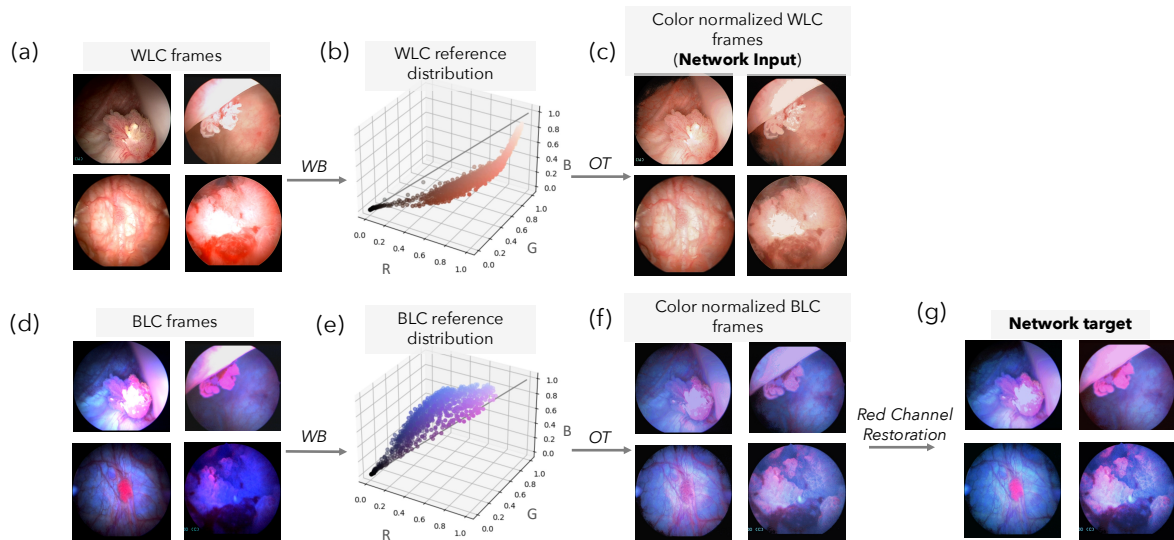 (a)
WLC frames
(b)
WLC reference
distribution
(c)
Color normalized WLC
frames
(Network Input)
WB
OT
1.0
0.8
0.6
0.4
0.2
0.0
B
1.0
0.8
0.6
0.4
0.2
0.0
G
0.0
0.2
0.4
0.6
0.8
1.0
R
(d)
BLC frames
(e)
BLC reference
distribution
(f)
Color normalized BLC
frames
(g)
Network target
WB
OT
Red Channel
Restoration
1.0
0.8
0.6
0.4
0.2
0.0
B
1.0
0.8
0.6
0.4
0.2
0.0
G
0.0
0.2
0.4
0.6
0.8
1.0
R